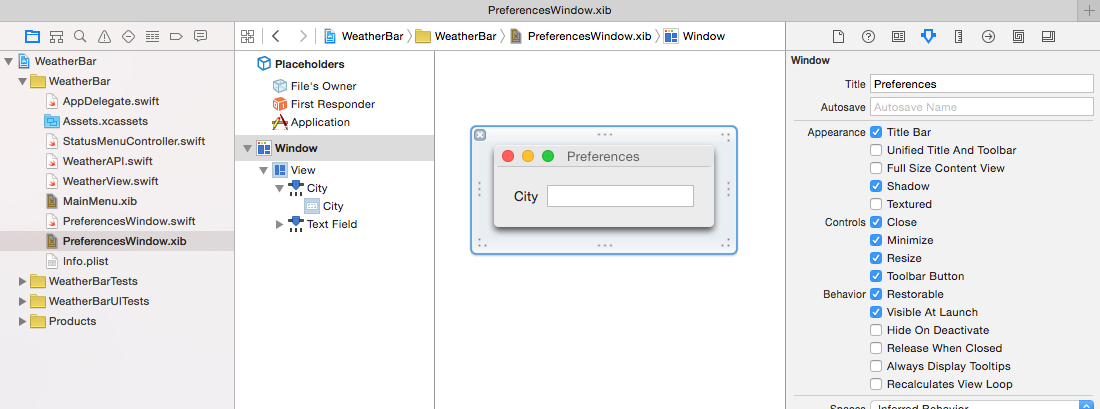 PreferencesWindow.xib
WeatherBar
WeatherBar
AppDelegate.swift
Assets.xcassets
StatusMenuController.swift
WeatherAPI.swift
WeatherView.swift
MainMenu.xib
PreferencesWindow.swift
PreferencesWindow.xib
Info.plist
WeatherBarTests
WeatherBarUITests
Products
WeatherBar WeatherBar PreferencesWindow.xib Window
Placeholders
File's Owner
First Responder
Application
Window
View
City
City
Text Field
Preferences
City
Window
Title Preferences
Autosave Autosave Name
Appearance Title Bar
Unified Title And Toolbar
Full Size Content View
Shadow
Textured
Controls Close
Minimize
Resize
Toolbar Button
Behavior Restorable
Visible At Launch
Hide On Deactivate
Release When Closed
Always Display Tooltips
Recalculates View Loop
Spaces Inferred Behavior